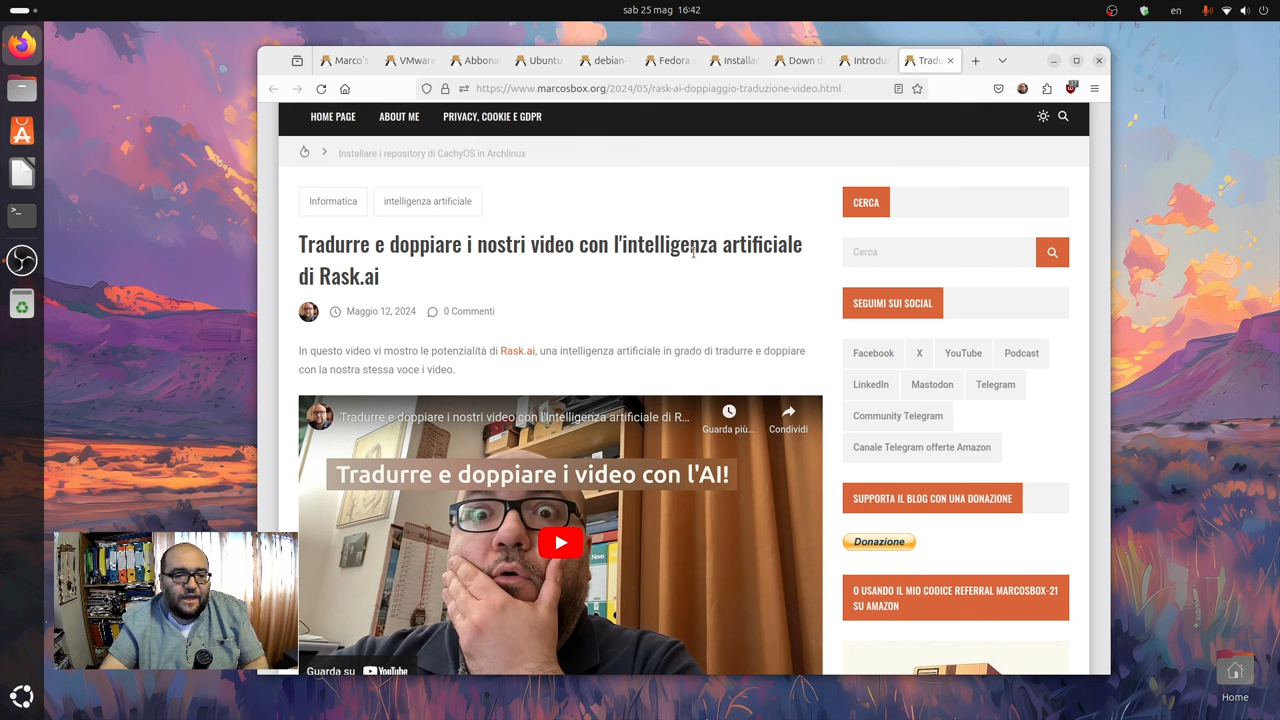 sab 25 mag 16:42
en
Marco's
VMware
Abbona
Ubuntu
debian-
Fedora
Installa
Down d
Introdu
Tradu
https://www.marcosbox.org/2024/05/rask-ai-doppiaggio-traduzione-video.html
HOME PAGE
ABOUT ME
PRIVACY, COOKIE E GDPR
Installare i repository di CachyOS in Archlinux
Informatica
intelligenza artificiale
Tradurre e doppiare i nostri video con l'intelligenza artificiale
di Rask.ai
Maggio 12, 2024
0 Commenti
In questo video vi mostro le potenzialità di Rask.ai, una intelligenza artificiale in grado di tradurre e doppiare
con la nostra stessa voce i video.
Tradurre e doppiare i nostri video con l'intelligenza artificiale di R...
Guarda più...
Condividi
Tradurre e doppiare i video con l'AI!
Guarda su YouTube
CERCA
Cerca
SEGUIMI SUI SOCIAL
Facebook
X
YouTube
Podcast
LinkedIn
Mastodon
Telegram
Community Telegram
Canale Telegram offerte Amazon
SUPPORTA IL BLOG CON UNA DONAZIONE
Donazione
O USANDO IL MIO CODICE REFERRAL MARCOSBOX-21
SU AMAZON
Home